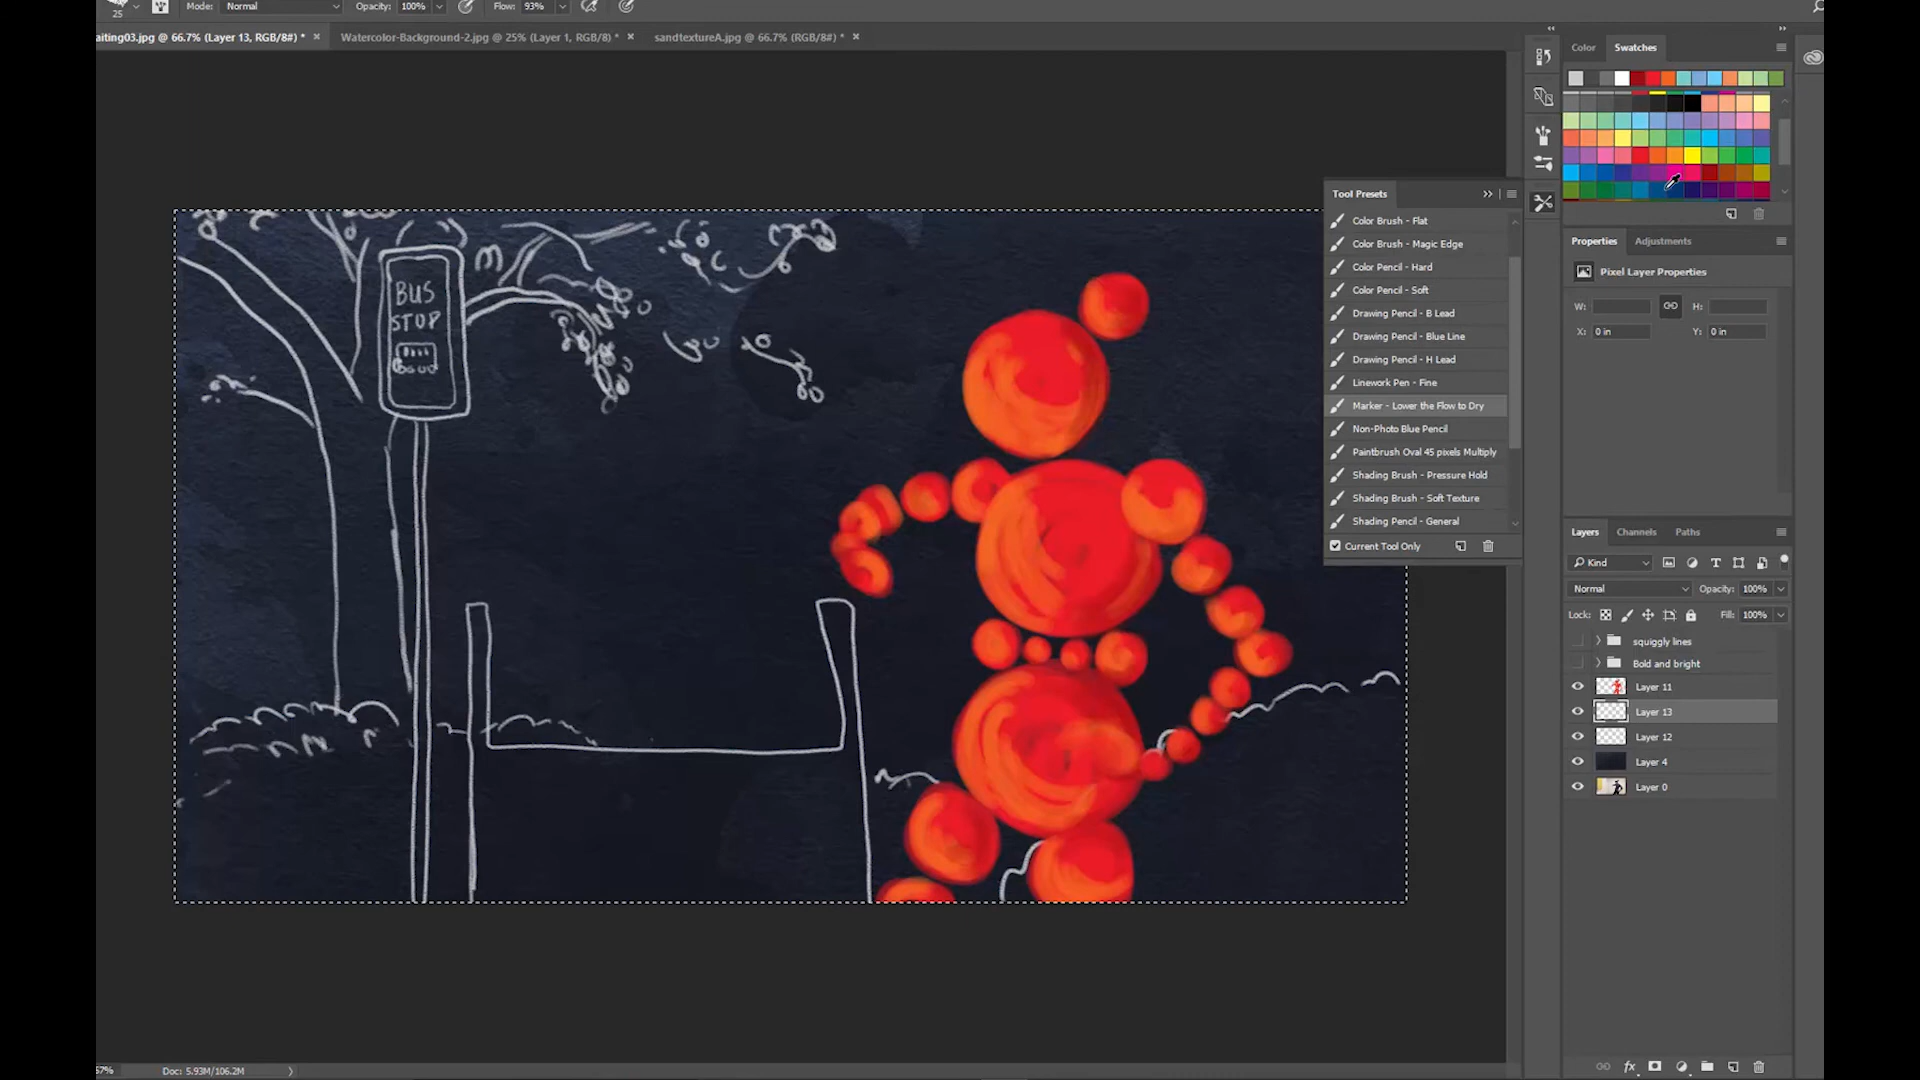 25
Mode: Normal
Opacity: 100%
Flow: 93%
aiting03.jpg @ 66.7% (Layer 13, RGB/8#) *
Watercolor-Background-2.jpg @ 25% (Layer 1, RGB/8) *
sandtextureA.jpg @ 66.7% (RGB/8#) *
Color
Swatches
Tool Presets
Color Brush - Flat
Color Brush - Magic Edge
Color Pencil - Hard
Color Pencil - Soft
Drawing Pencil - B Lead
Drawing Pencil - Blue Line
Drawing Pencil - H Lead
Linework Pen - Fine
Marker - Lower the Flow to Dry
Non-Photo Blue Pencil
Paintbrush Oval 45 pixels Multiply
Shading Brush - Pressure Hold
Shading Brush - Soft Texture
Shading Pencil - General
Current Tool Only
Properties
Adjustments
Pixel Layer Properties
W:
H:
X: 0 in
Y: 0 in
BUS
STOP
Layers
Channels
Paths
Kind
Normal
Opacity: 100%
Lock:
Fill: 100%
squiggly lines
Bold and bright
Layer 11
Layer 13
Layer 12
Layer 4
Layer 0
fx
57%
Doc: 5.93M/106.2M